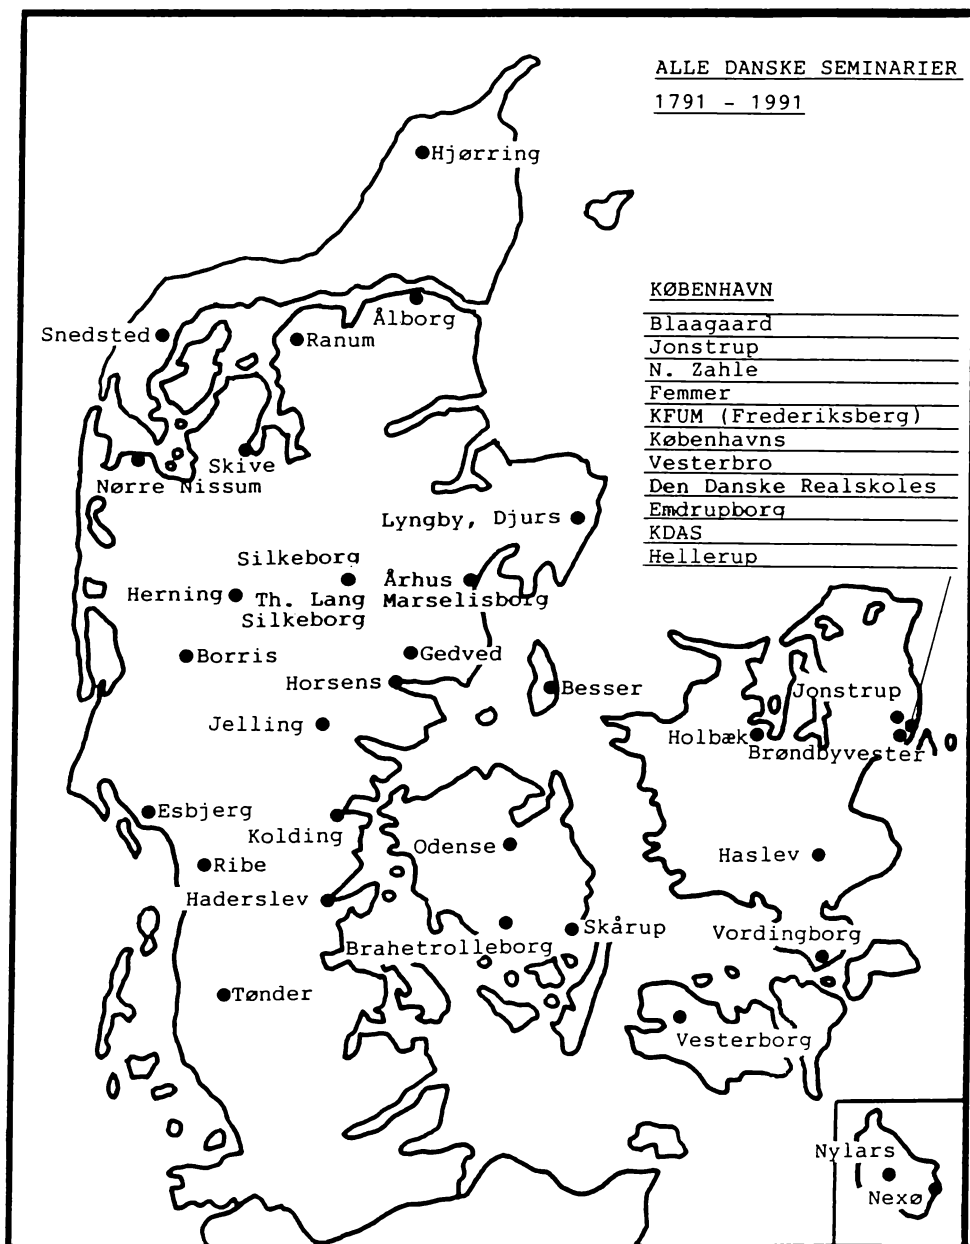 ALLE DANSKE SEMINARIER
1791 - 1991
Hjørring
KØBENHAVN
Blaagaard
Jonstrup
N. Zahle
Femmer
KFUM (Frederiksberg)
Københavns
Vesterbro
Den Danske Realskoles
Emdrupborg
KDAS
Hellerup
Ålborg
Snedsted
Ranum
Skive
Nørre Nissum
Lyngby, Djurs
Silkeborg
Århus
Herning
Th. Lang
Marselisborg
Silkeborg
Borris
Gedved
Horsens
Besser
Jonstrup
Jelling
Holbæk
Brøndbyvester
Esbjerg
Kolding
Odense
Haslev
Ribe
Haderslev
Skårup
Vordingborg
Brahetrolleborg
Tønder
Vesterborg
Nylars
Nexø